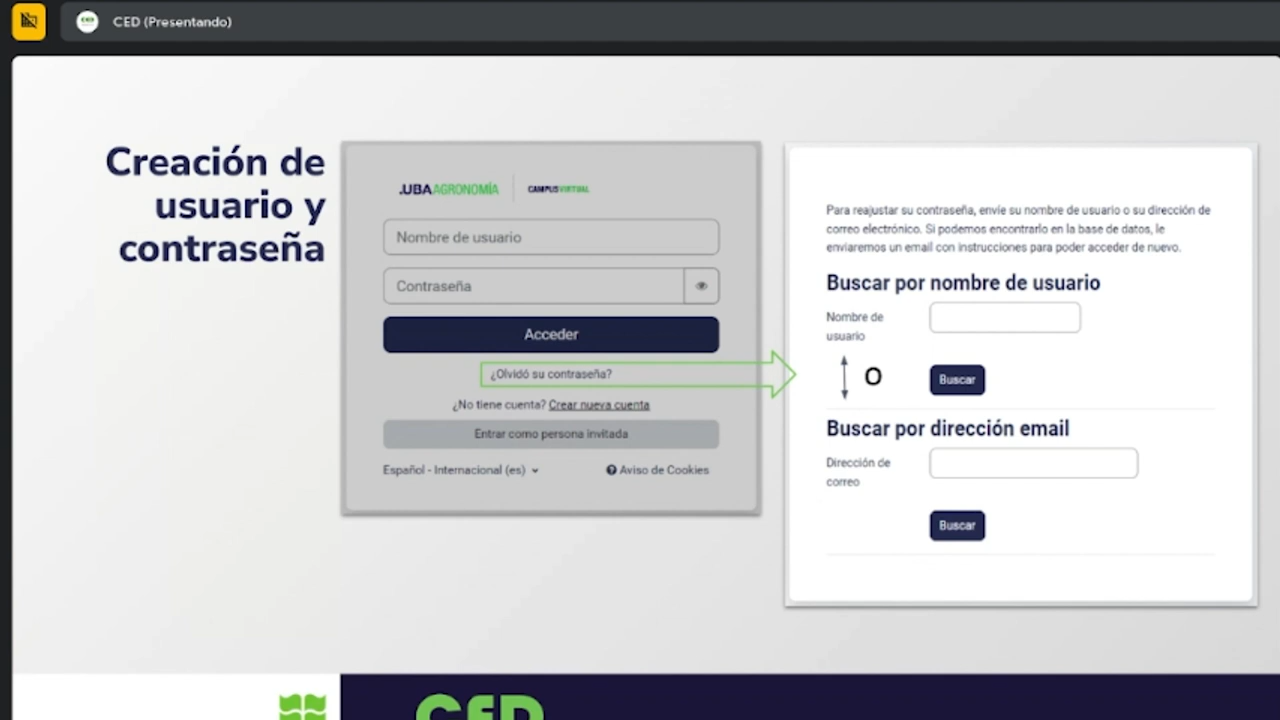 CED (Presentando)
Creación de
usuario y
contraseña
.UBAAGRONOMÍA CAMPUSVIRTUAL
Nombre de usuario
Contraseña
Acceder
¿Olvidó su contraseña?
¿No tiene cuenta? Crear nueva cuenta
Entrar como persona invitada
Español - Internacional (es)
Aviso de Cookies
Para reajustar su contraseña, envíe su nombre de usuario o su dirección de
correo electrónico. Si podemos encontrarlo en la base de datos, le
enviaremos un email con instrucciones para poder acceder de nuevo.
Buscar por nombre de usuario
Nombre de
usuario
O
Buscar
Buscar por dirección email
Dirección de
correo
Buscar
CED